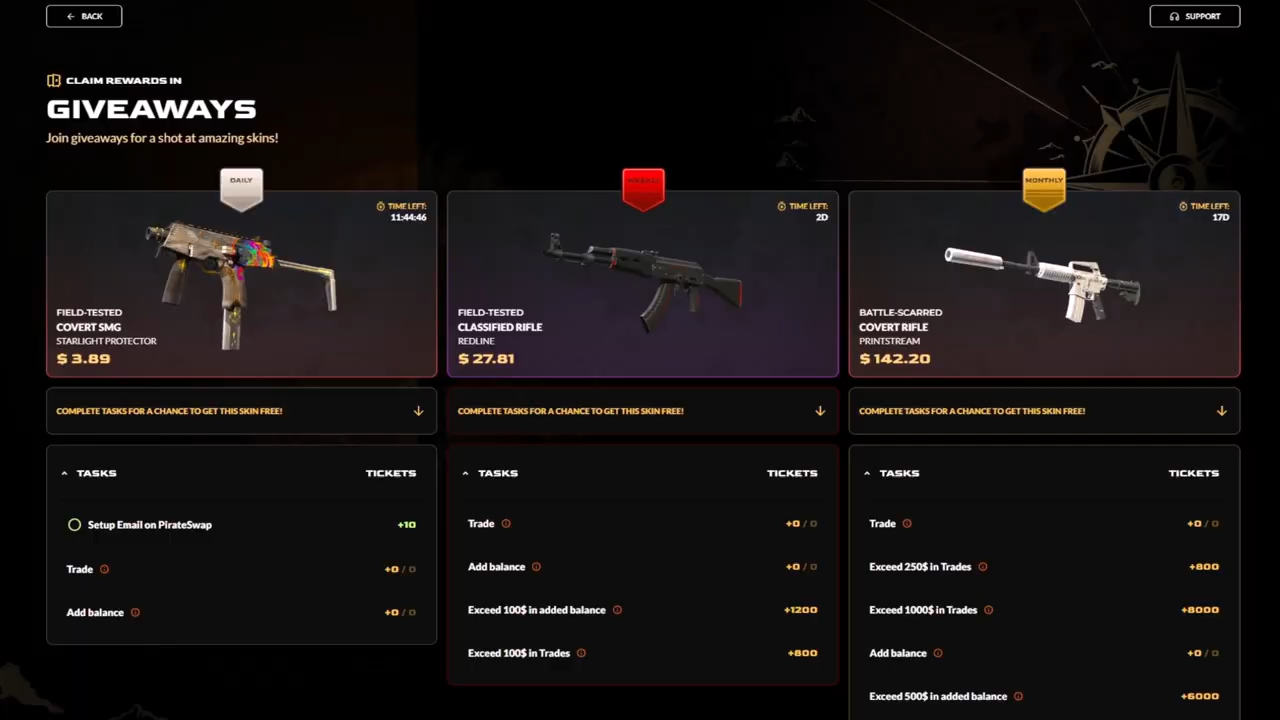 BACK
SUPPORT
CLAIM REWARDS IN
GIVEAWAYS
Join giveaways for a shot at amazing skins!
DAILY
TIME LEFT:
11:44:46
FIELD-TESTED
COVERT SMG
STARLIGHT PROTECTOR
$ 3.89
WEEKLY
TIME LEFT:
2D
FIELD-TESTED
CLASSIFIED RIFLE
REDLINE
$ 27.81
MONTHLY
TIME LEFT:
17D
BATTLE-SCARRED
COVERT RIFLE
PRINTSTREAM
$ 142.20
COMPLETE TASKS FOR A CHANCE TO GET THIS SKIN FREE!
COMPLETE TASKS FOR A CHANCE TO GET THIS SKIN FREE!
COMPLETE TASKS FOR A CHANCE TO GET THIS SKIN FREE!
TASKS TICKETS
Setup Email on PirateSwap +10
Trade +0 / 0
Add balance +0 / 0
TASKS TICKETS
Trade +0 / 0
Add balance +0 / 0
Exceed 100$ in added balance +1200
Exceed 100$ in Trades +800
TASKS TICKETS
Trade +0 / 0
Exceed 250$ in Trades +800
Exceed 1000$ in Trades +8000
Add balance +0 / 0
Exceed 500$ in added balance +6000